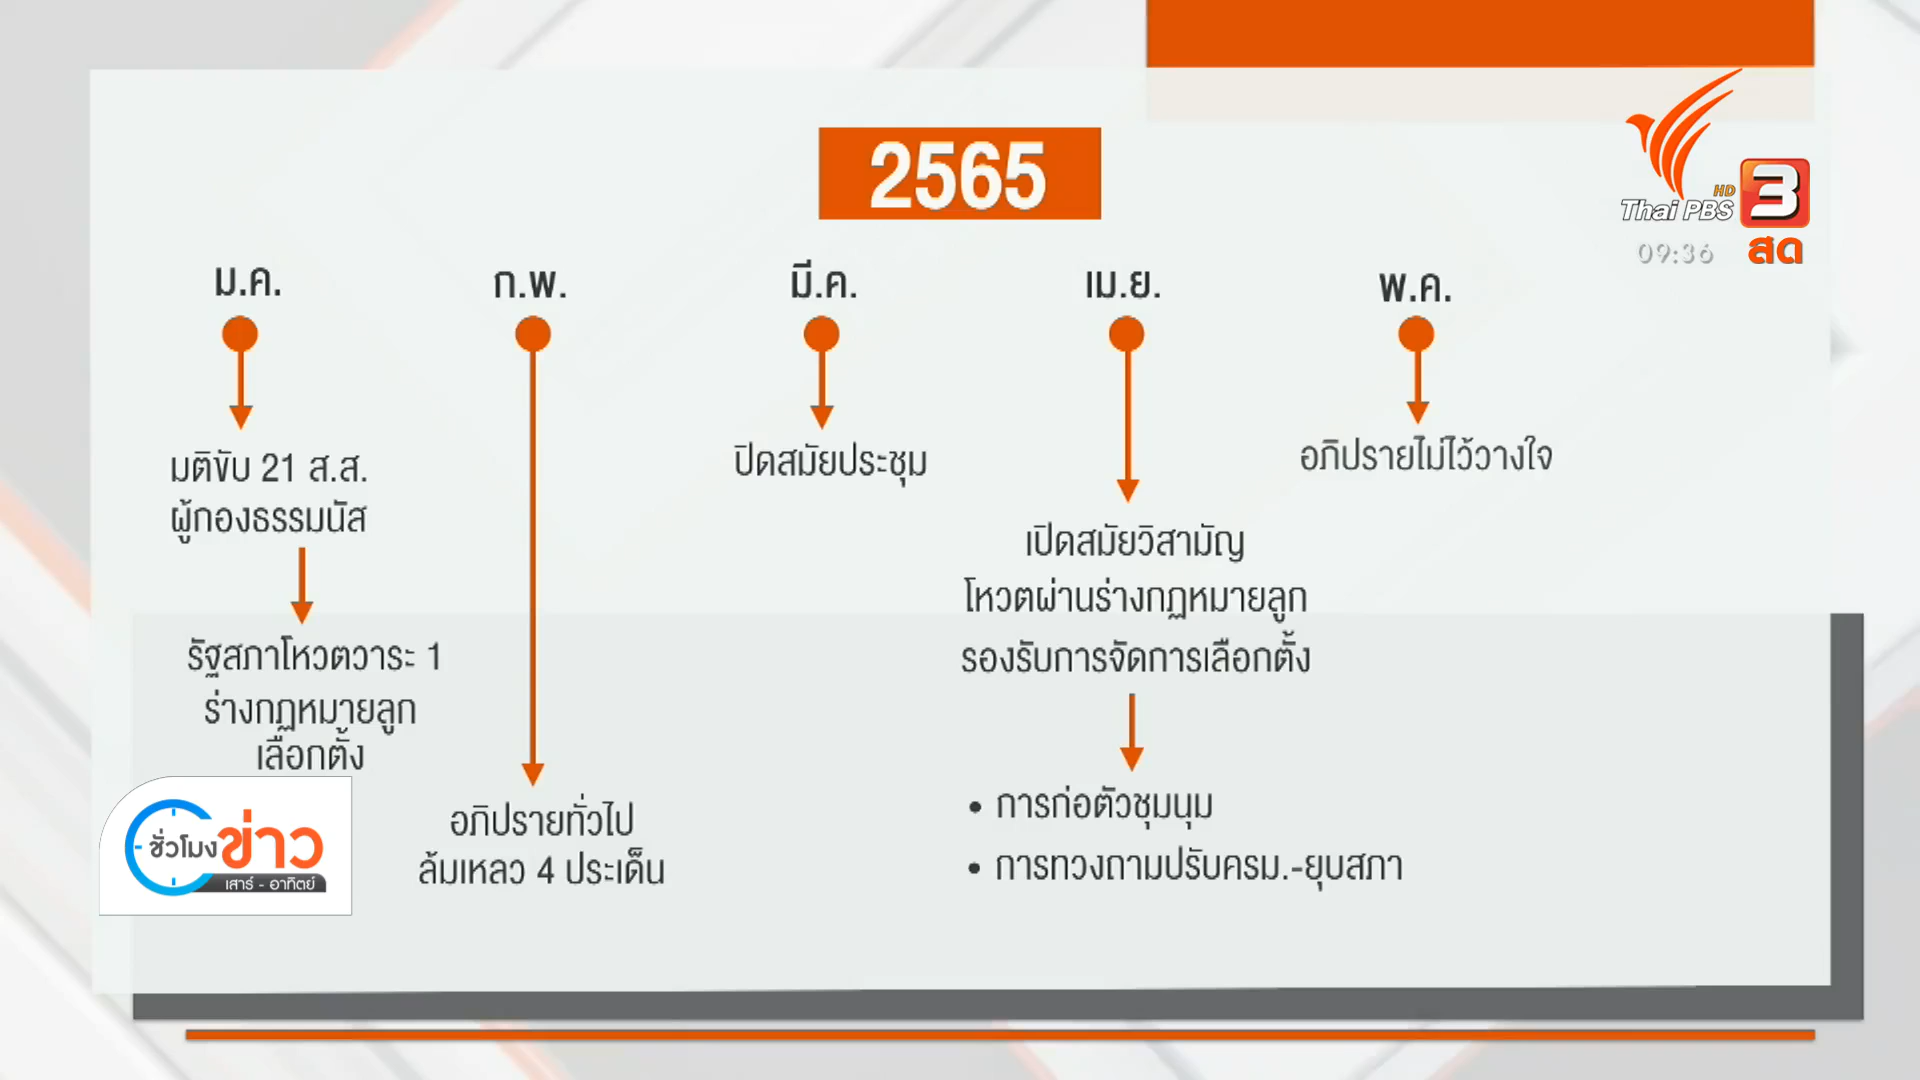 2565
HD
Thai PBS
3
09:36
สด
ม.ค.
ก.พ.
มี.ค.
เม.ย.
พ.ค.
มติขับ 21 ส.ส.
ผู้กองธรรมนัส
รัฐสภาโหวตวาระ 1
ร่างกฏหมายลูก
เลือกตั้ง
อภิปรายทั่วไป
ล้มเหลว 4 ประเด็น
ปิดสมัยประชุม
เปิดสมัยวิสามัญ
โหวตผ่านร่างกฏหมายลูก
รองรับการจัดการเลือกตั้ง
• การก่อตัวชุมนุม
• การทวงถามปรับครม.-ยุบสภา
อภิปรายไม่ไว้วางใจ
ชั่วโมง
ข่าว
เสาร์ - อาทิตย์